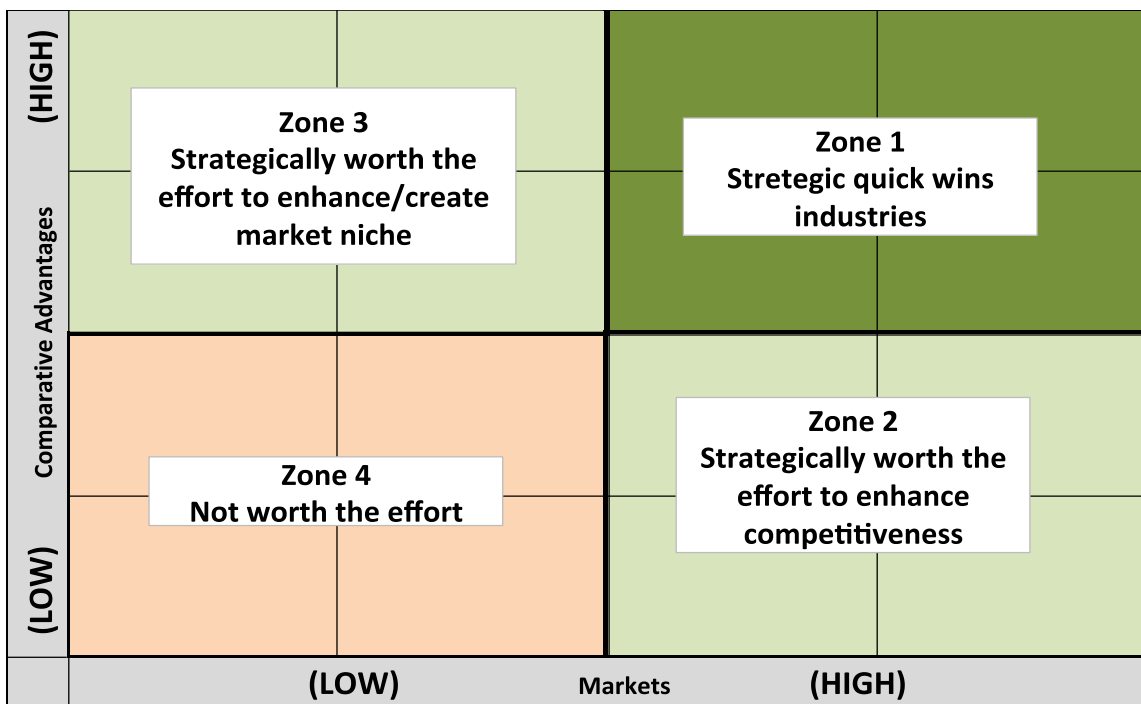 (HIGH)
Comparative Advantages
(LOW)
Zone 3
Strategically worth the
effort to enhance/create
market niche
Zone 1
Stretegic quick wins
industries
Zone 4
Not worth the effort
Zone 2
Strategically worth the
effort to enhance
competitiveness
(LOW)
Markets
(HIGH)